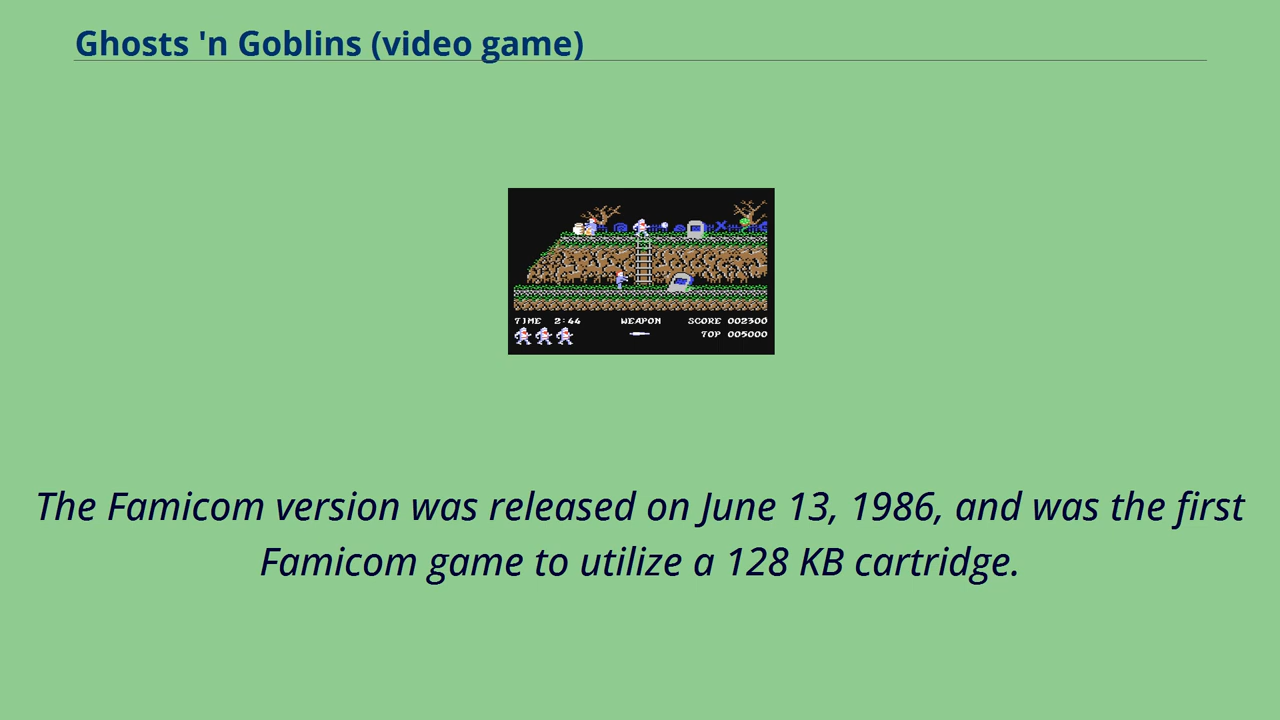 Ghosts 'n Goblins (video game)
TIME 2:44 WEAPON SCORE 002300
TOP 005000
The Famicom version was released on June 13, 1986, and was the first
Famicom game to utilize a 128 KB cartridge.